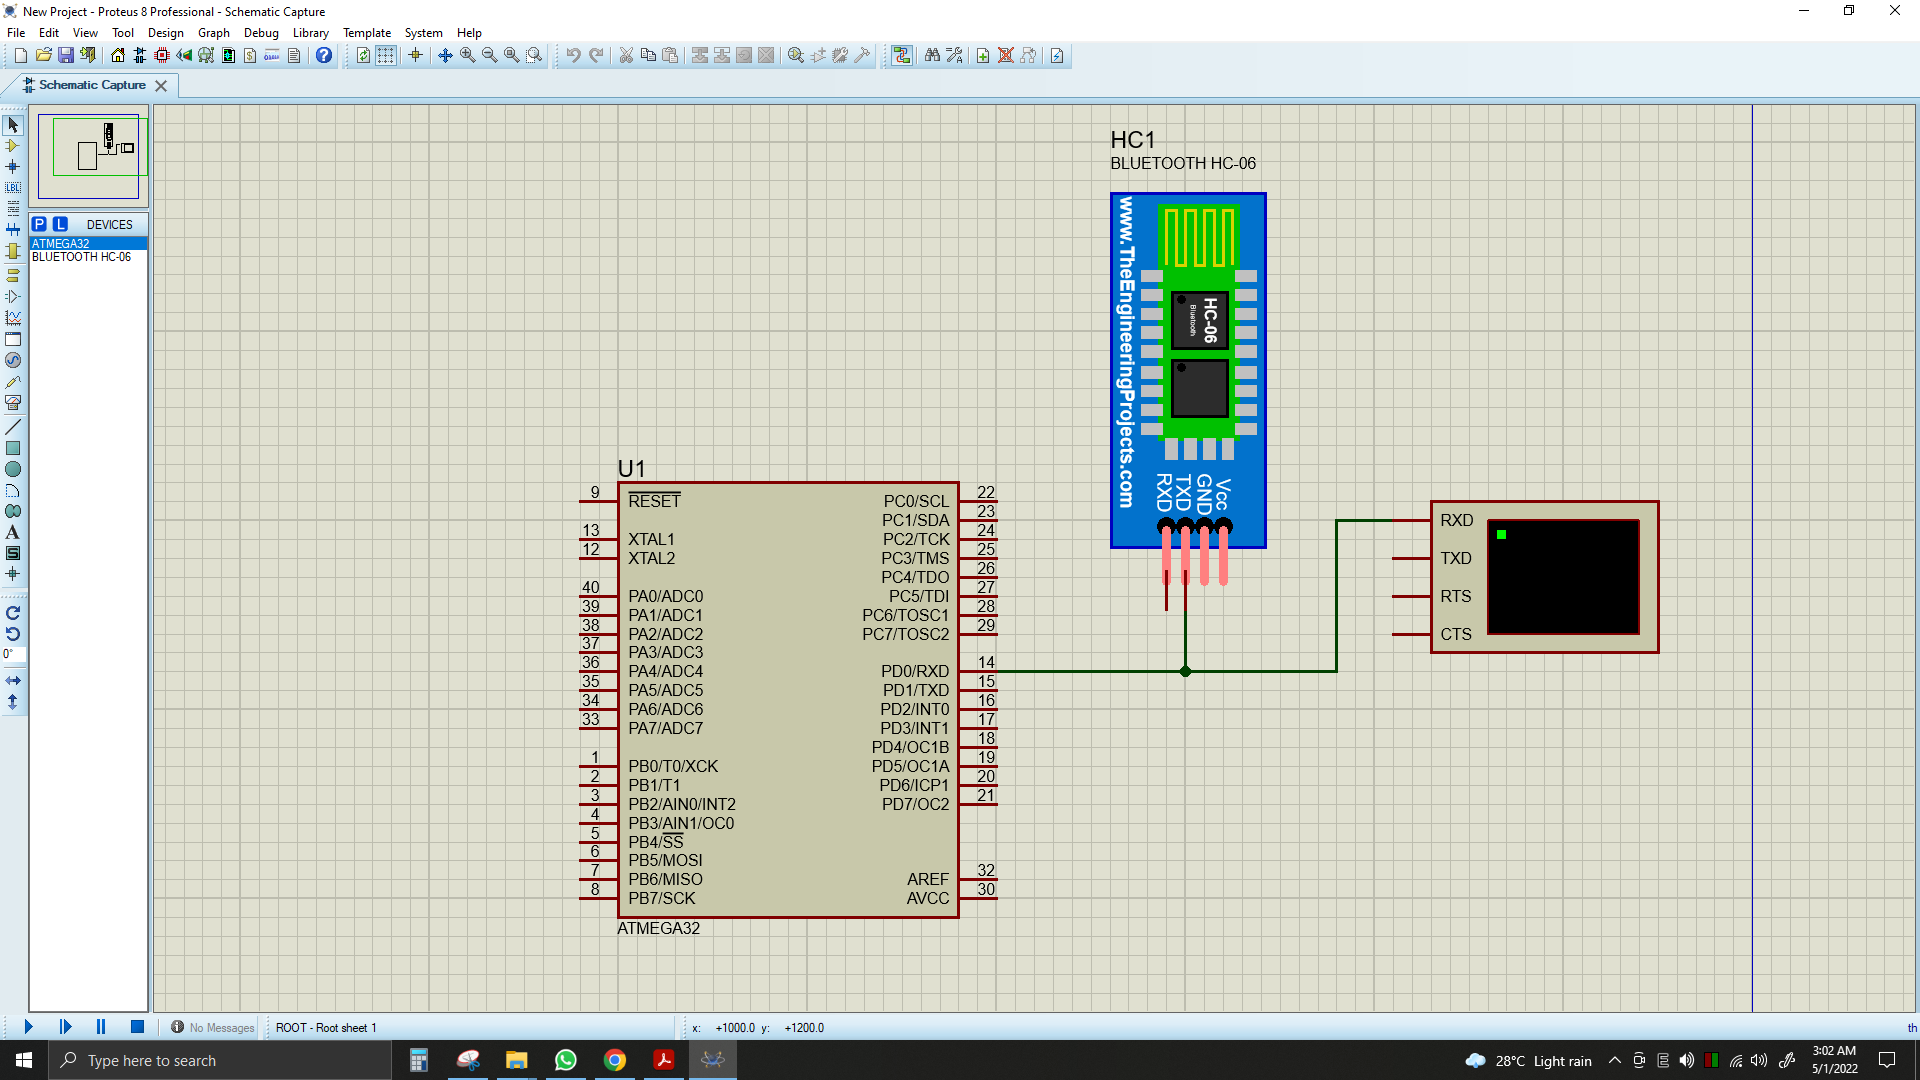 New Project - Proteus 8 Professional - Schematic Capture
File Edit View Tool Design Graph Debug Library Template System Help
Schematic Capture
P L DEVICES
ATMEGA32
BLUETOOTH HC-06
LBL
A
S
0°
HC1
BLUETOOTH HC-06
www.TheEngineeringProjects.com
HC-06
Bluetooth
RXD
TXD
GND
Vcc
U1
9 RESET
13 XTAL1
12 XTAL2
40 PA0/ADC0
39 PA1/ADC1
38 PA2/ADC2
37 PA3/ADC3
36 PA4/ADC4
35 PA5/ADC5
34 PA6/ADC6
33 PA7/ADC7
1 PB0/T0/XCK
2 PB1/T1
3 PB2/AIN0/INT2
4 PB3/AIN1/OC0
5 PB4/SS
6 PB5/MOSI
7 PB6/MISO
8 PB7/SCK
PC0/SCL 22
PC1/SDA 23
PC2/TCK 24
PC3/TMS 25
PC4/TDO 26
PC5/TDI 27
PC6/TOSC1 28
PC7/TOSC2 29
PD0/RXD 14
PD1/TXD 15
PD2/INT0 16
PD3/INT1 17
PD4/OC1B 18
PD5/OC1A 19
PD6/ICP1 20
PD7/OC2 21
AREF 32
AVCC 30
ATMEGA32
RXD
TXD
RTS
CTS
No Messages ROOT - Root sheet 1 x: +1000.0 y: +1200.0 th
Type here to search
28°C Light rain
3:02 AM
5/1/2022